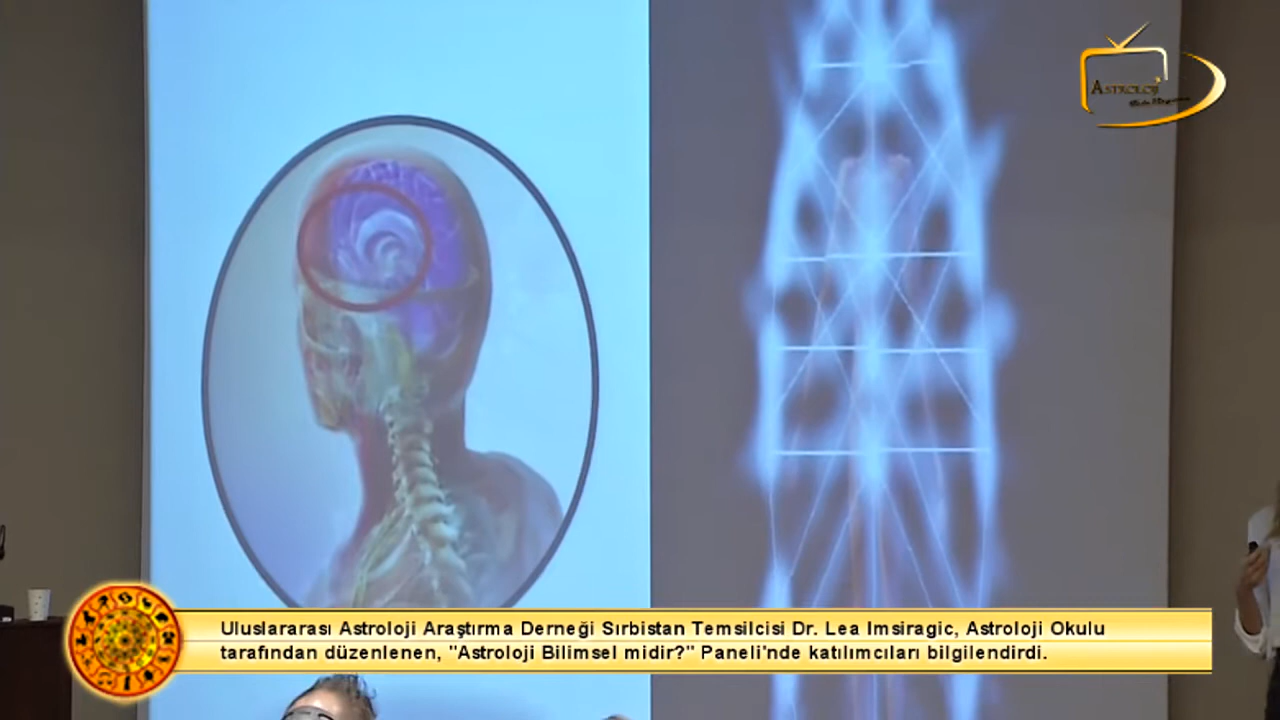 ASTROLOJİ
Uluslararası Astroloji Araştırma Derneği Sırbistan Temsilcisi Dr. Lea Imsiragic, Astroloji Okulu
tarafından düzenlenen, "Astroloji Bilimsel midir?" Paneli'nde katılımcıları bilgilendirdi.